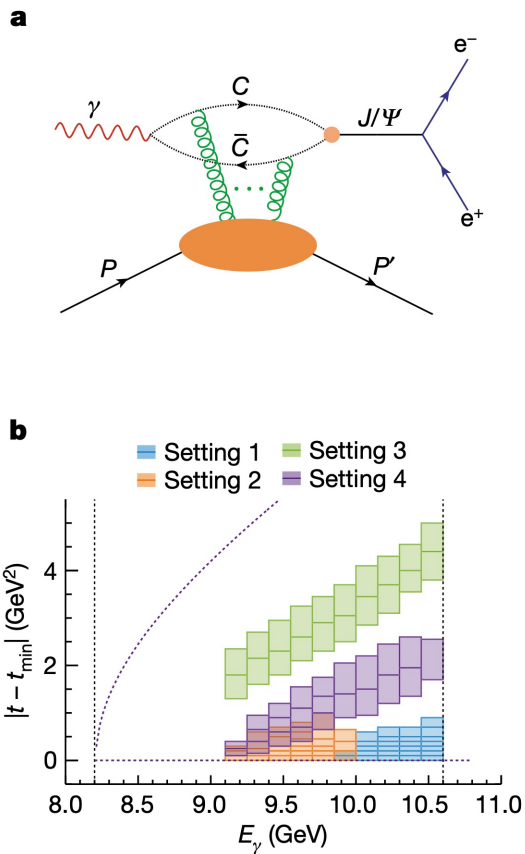 a
e−
γ
C
J/Ψ
C̄
e+
P
P′
b
Setting 1 Setting 3
Setting 2 Setting 4
|t − tmin| (GeV2)
4
2
0
8.0 8.5 9.0 9.5 10.0 10.5 11.0
Eγ (GeV)